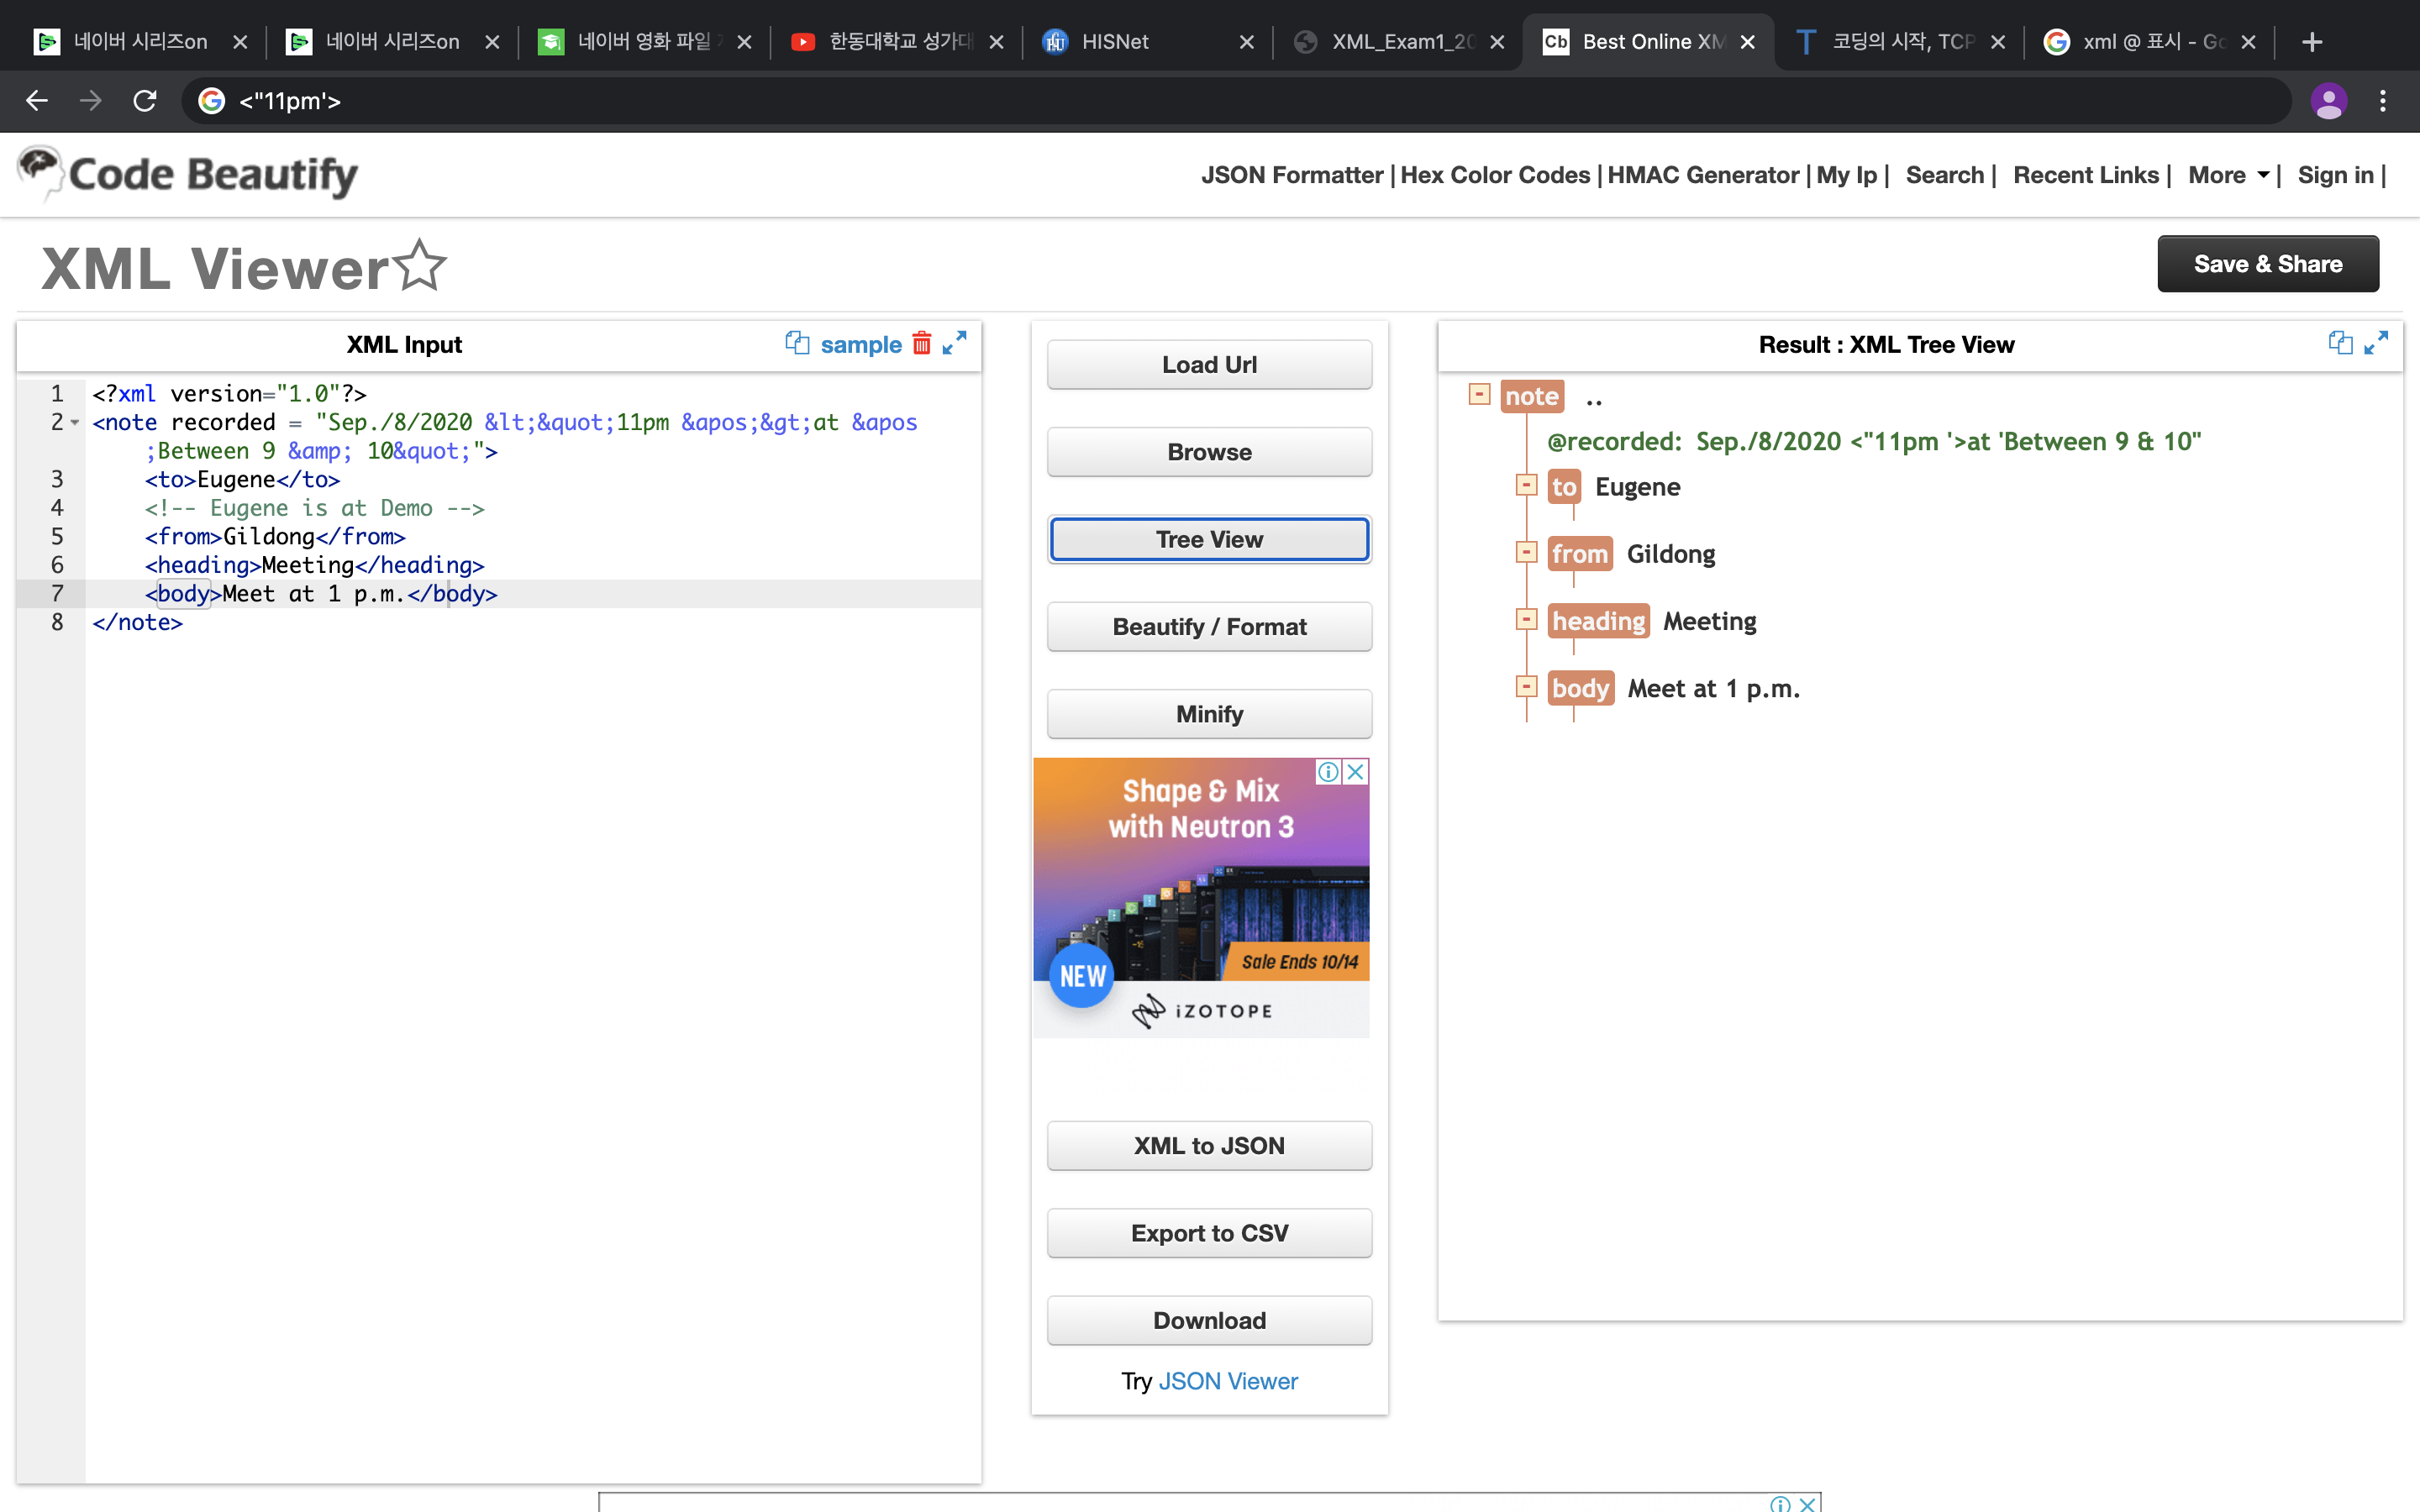 네이버 시리즈on
네이버 시리즈on
네이버 영화 파일
한동대학교 성가대
HISNet
XML_Exam1_20
Best Online XM
코딩의 시작, TCP
xml @ 표시 - Go
<"11pm'>
Code Beautify
JSON Formatter | Hex Color Codes | HMAC Generator | My Ip | Search | Recent Links | More | Sign in |
XML Viewer
Save & Share
XML Input
sample
1 <?xml version="1.0"?>
2 <note recorded = "Sep./8/2020 &lt;&quot;11pm &apos;&gt;at &apos
;Between 9 &amp; 10&quot;">
3 <to>Eugene</to>
4 <!-- Eugene is at Demo -->
5 <from>Gildong</from>
6 <heading>Meeting</heading>
7 <body>Meet at 1 p.m.</body>
8 </note>
Load Url
Browse
Tree View
Beautify / Format
Minify
Shape & Mix
with Neutron 3
Sale Ends 10/14
NEW
iZOTOPE
XML to JSON
Export to CSV
Download
Try JSON Viewer
Result : XML Tree View
- note ..
@recorded: Sep./8/2020 <"11pm '>at 'Between 9 & 10"
- to Eugene
- from Gildong
- heading Meeting
- body Meet at 1 p.m.